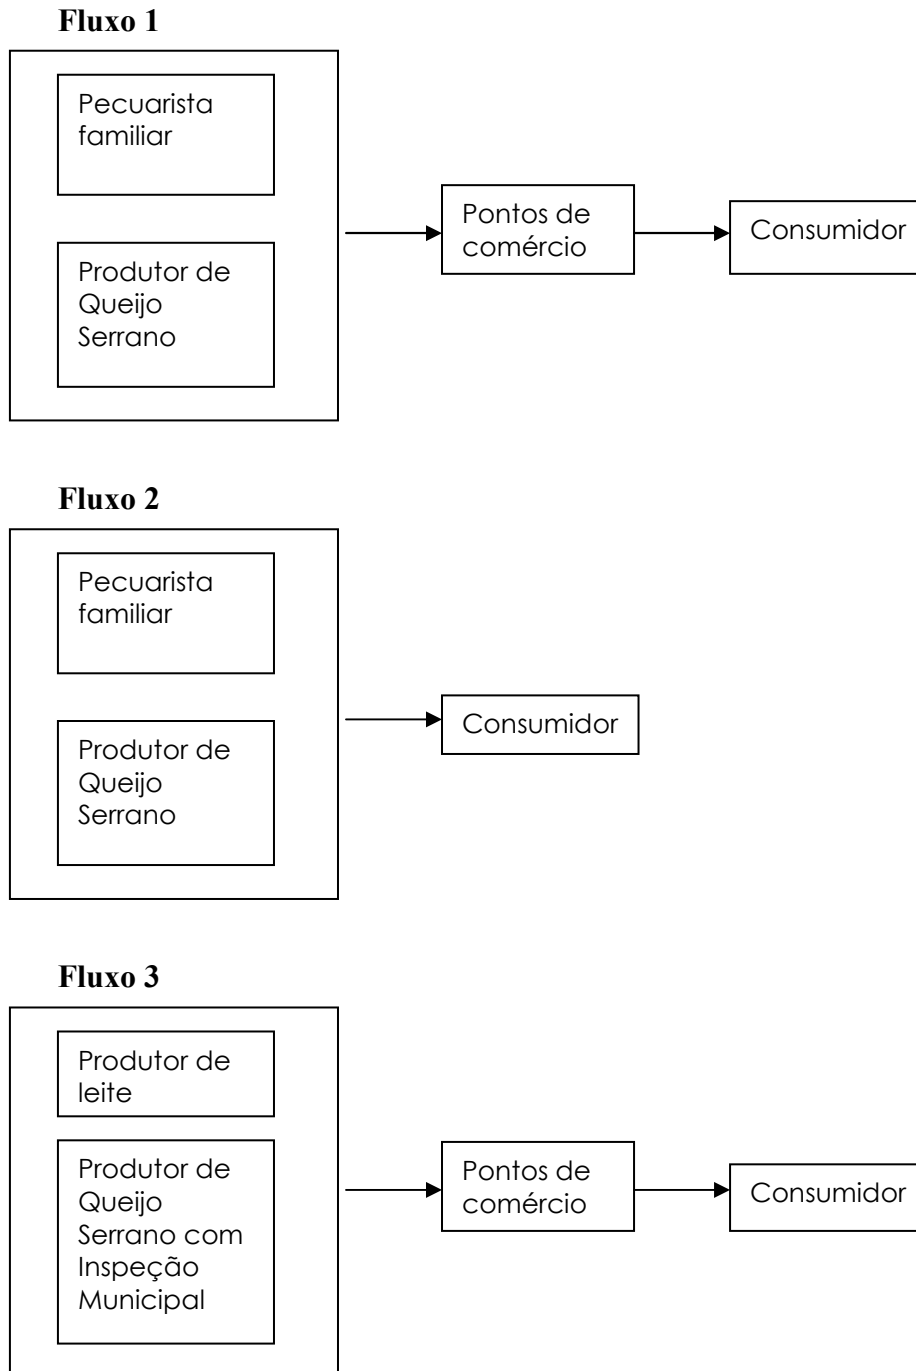 Fluxo 1
Pecuarista
familiar
Produtor de
Queijo
Serrano
Pontos de
comércio
Consumidor
Fluxo 2
Pecuarista
familiar
Produtor de
Queijo
Serrano
Consumidor
Fluxo 3
Produtor de
leite
Produtor de
Queijo
Serrano com
Inspeção
Municipal
Pontos de
comércio
Consumidor